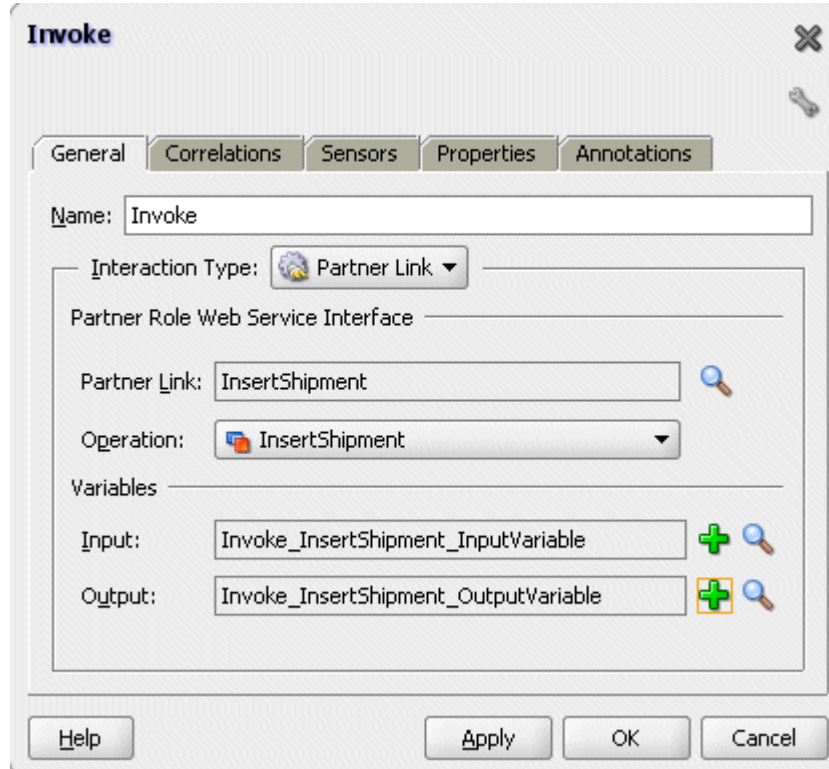 Invoke
General Correlations Sensors Properties Annotations
Name: Invoke
Interaction Type: Partner Link
Partner Role Web Service Interface
Partner Link: InsertShipment
Operation: InsertShipment
Variables
Input: Invoke_InsertShipment_InputVariable
Output: Invoke_InsertShipment_OutputVariable
Help Apply OK Cancel